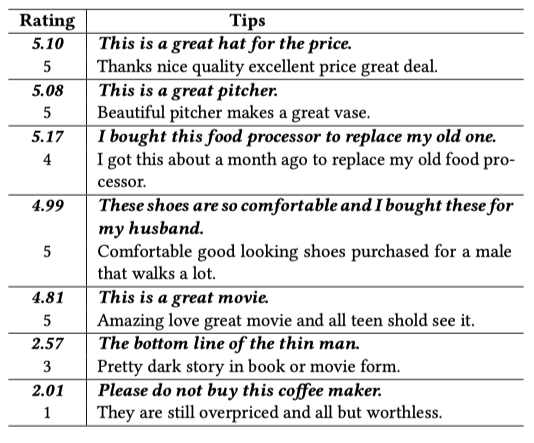 Rating Tips
5.10 This is a great hat for the price.
5 Thanks nice quality excellent price great deal.
5.08 This is a great pitcher.
5 Beautiful pitcher makes a great vase.
5.17 I bought this food processor to replace my old one.
4 I got this about a month ago to replace my old food pro-
cessor.
4.99 These shoes are so comfortable and I bought these for
my husband.
5 Comfortable good looking shoes purchased for a male
that walks a lot.
4.81 This is a great movie.
5 Amazing love great movie and all teen shold see it.
2.57 The bottom line of the thin man.
3 Pretty dark story in book or movie form.
2.01 Please do not buy this coffee maker.
1 They are still overpriced and all but worthless.